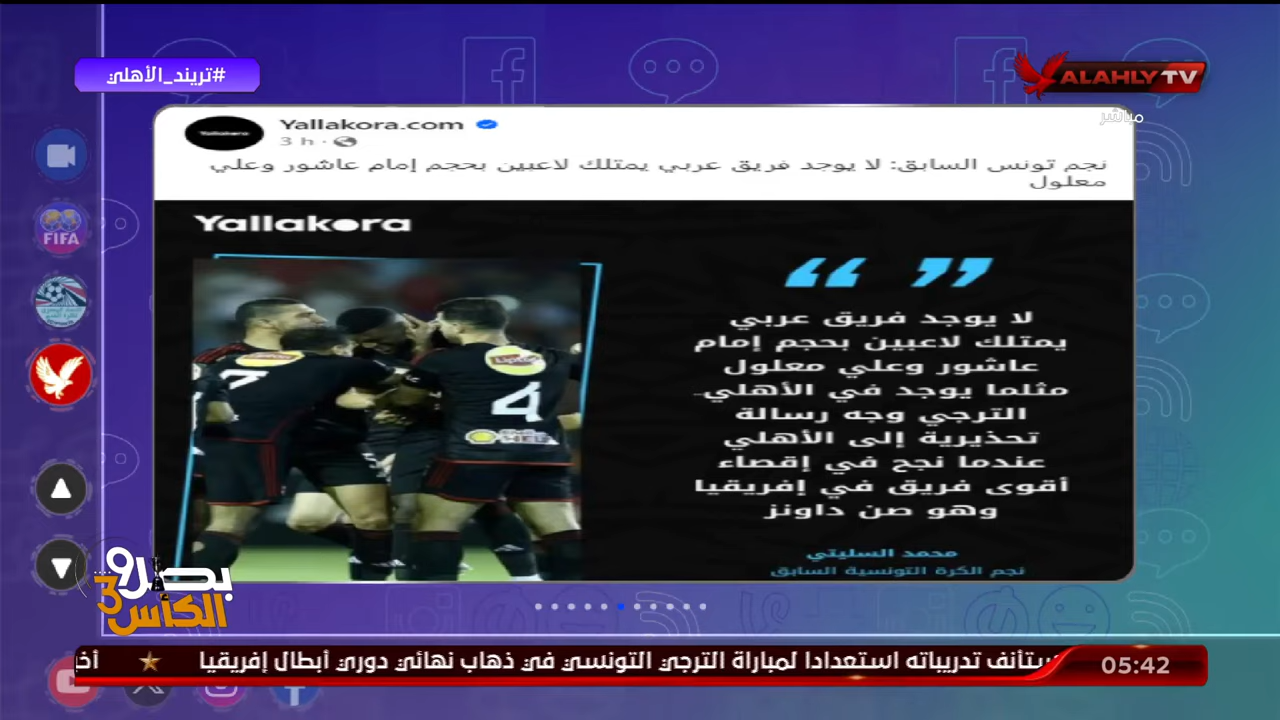 #تريند_الأهلي
ALAHLY TV
مباشر
Yallakora.com
3 h ·
نجم تونس السابق: لا يوجد فريق عربي يمتلك لاعبين بحجم إمام عاشور وعلي
معلول
Yallakora
لا يوجد فريق عربي
يمتلك لاعبين بحجم إمام
عاشور وعلي معلول
مثلما يوجد في الأهلي..
الترجي وجه رسالة
تحذيرية إلى الأهلي
عندما نجح في إقصاء
أقوى فريق في إفريقيا
وهو صن داونز
محمد السليتي
نجم الكرة التونسية السابق
FIFA
4
بصرة و
الكأس 3
ستأنف تدريباته استعدادا لمباراة الترجي التونسي في ذهاب نهائي دوري أبطال إفريقيا
05:42